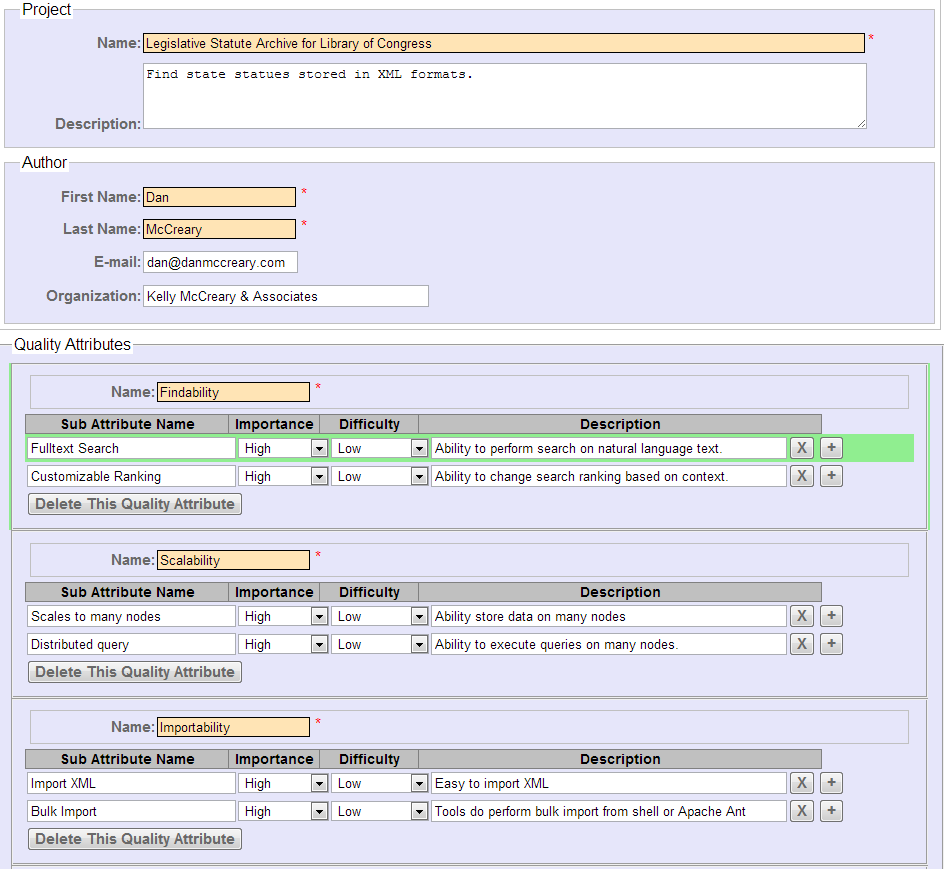 Project
Name: Legislative Statute Archive for Library of Congress *
Find state statues stored in XML formats.
Description:
Author
First Name: Dan *
Last Name: McCreary *
E-mail: dan@danmccreary.com
Organization: Kelly McCreary & Associates
Quality Attributes
Name: Findability *
Sub Attribute Name Importance Difficulty Description
Fulltext Search High Low Ability to perform search on natural language text. X +
Customizable Ranking High Low Ability to change search ranking based on context. X +
Delete This Quality Attribute
Name: Scalability *
Sub Attribute Name Importance Difficulty Description
Scales to many nodes High Low Ability store data on many nodes X +
Distributed query High Low Ability to execute queries on many nodes. X +
Delete This Quality Attribute
Name: Importability *
Sub Attribute Name Importance Difficulty Description
Import XML High Low Easy to import XML X +
Bulk Import High Low Tools do perform bulk import from shell or Apache Ant X +
Delete This Quality Attribute